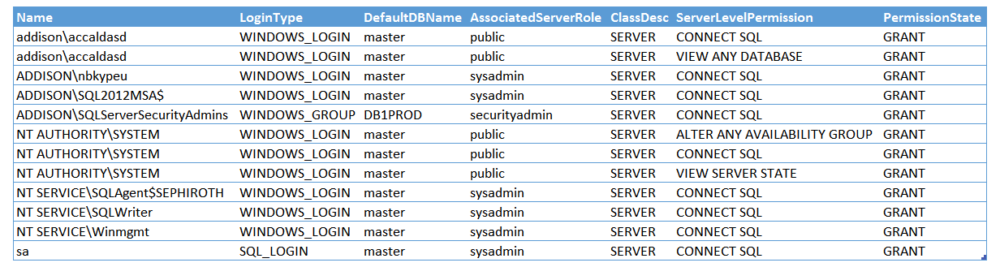 Name LoginType DefaultDBName AssociatedServerRole ClassDesc ServerLevelPermission PermissionState
addison\accaldasd WINDOWS_LOGIN master public SERVER CONNECT SQL GRANT
addison\accaldasd WINDOWS_LOGIN master public SERVER VIEW ANY DATABASE GRANT
ADDISON\nbkypeu WINDOWS_LOGIN master sysadmin SERVER CONNECT SQL GRANT
ADDISON\SQL2012MSA$ WINDOWS_LOGIN master sysadmin SERVER CONNECT SQL GRANT
ADDISON\SQLServerSecurityAdmins WINDOWS_GROUP DB1PROD securityadmin SERVER CONNECT SQL GRANT
NT AUTHORITY\SYSTEM WINDOWS_LOGIN master public SERVER ALTER ANY AVAILABILITY GROUP GRANT
NT AUTHORITY\SYSTEM WINDOWS_LOGIN master public SERVER CONNECT SQL GRANT
NT AUTHORITY\SYSTEM WINDOWS_LOGIN master public SERVER VIEW SERVER STATE GRANT
NT SERVICE\SQLAgent$SEPHIROTH WINDOWS_LOGIN master sysadmin SERVER CONNECT SQL GRANT
NT SERVICE\SQLWriter WINDOWS_LOGIN master sysadmin SERVER CONNECT SQL GRANT
NT SERVICE\Winmgmt WINDOWS_LOGIN master sysadmin SERVER CONNECT SQL GRANT
sa SQL_LOGIN master sysadmin SERVER CONNECT SQL GRANT